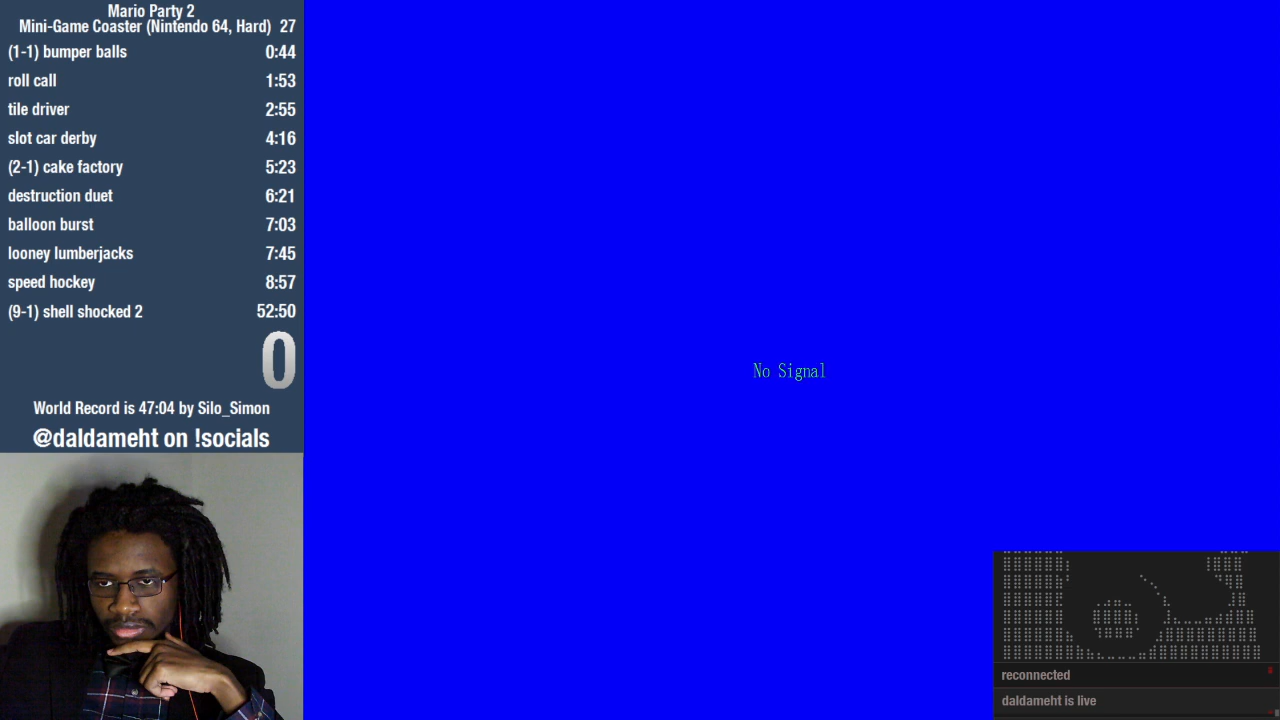 Mario Party 2
Mini-Game Coaster (Nintendo 64, Hard) 27
(1-1) bumper balls 0:44
roll call 1:53
tile driver 2:55
slot car derby 4:16
(2-1) cake factory 5:23
destruction duet 6:21
balloon burst 7:03
looney lumberjacks 7:45
speed hockey 8:57
(9-1) shell shocked 2 52:50
0
World Record is 47:04 by Silo_Simon
@daldameht on !socials
No Signal
reconnected
daldameht is live